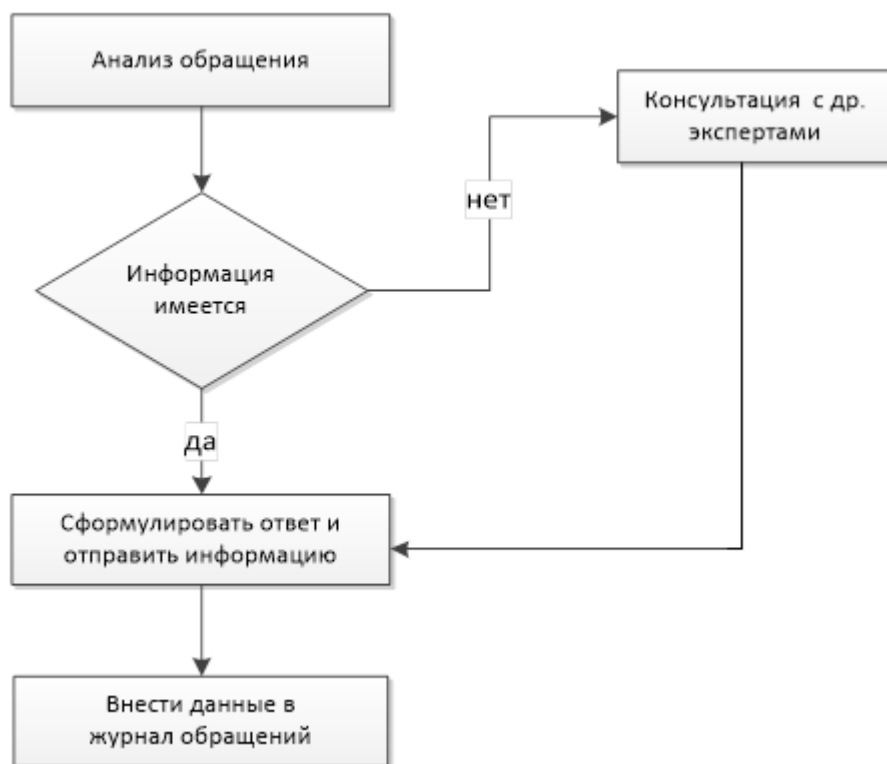 Анализ обращения
Консультация с др.
экспертами
нет
Информация
имеется
да
Сформулировать ответ и
отправить информацию
Внести данные в
журнал обращений